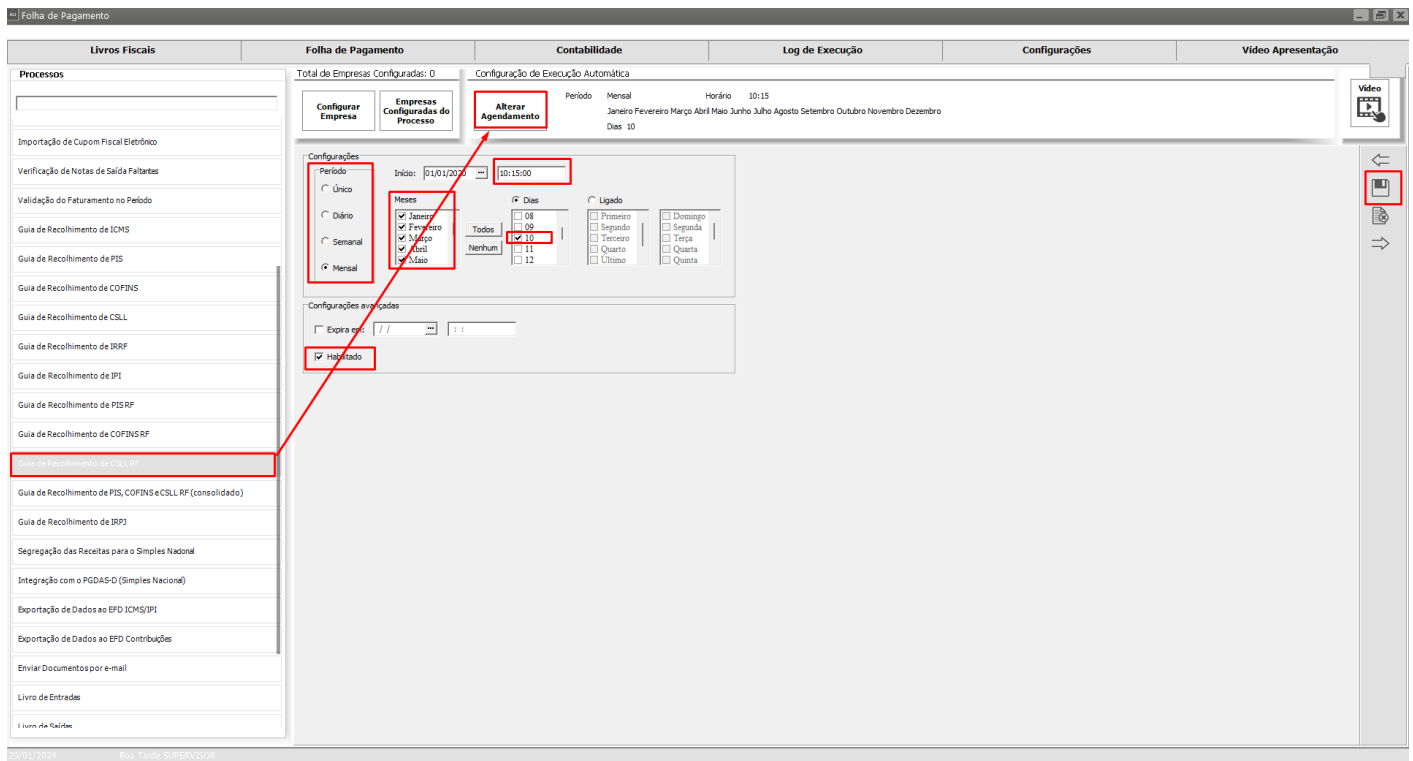 AU Folha de Pagamento
Livros Fiscais
Folha de Pagamento
Contabilidade
Log de Execução
Configurações
Vídeo Apresentação
Processos
Importação de Cupom Fiscal Eletrônico
Verificação de Notas de Saída Faltantes
Validação do Faturamento no Período
Guia de Recolhimento de ICMS
Guia de Recolhimento de PIS
Guia de Recolhimento de COFINS
Guia de Recolhimento de CSLL
Guia de Recolhimento de IRRF
Guia de Recolhimento de IPI
Guia de Recolhimento de PIS RF
Guia de Recolhimento de COFINS RF
Guia de Recolhimento de CSLL RF
Guia de Recolhimento de PIS, COFINS e CSLL RF (consolidado)
Guia de Recolhimento de IRPJ
Segregação das Receitas para o Simples Nacional
Integração com o PGDAS-D (Simples Nacional)
Exportação de Dados ao EFD ICMS/IPI
Exportação de Dados ao EFD Contribuições
Enviar Documentos por e-mail
Livro de Entradas
Livro de Saídas
Total de Empresas Configuradas: 0
Configurar
Empresa
Empresas
Configuradas do
Processo
Configuração de Execução Automática
Alterar
Agendamento
Período Mensal Horário 10:15
Janeiro Fevereiro Março Abril Maio Junho Julho Agosto Setembro Outubro Novembro Dezembro
Dias 10
Vídeo
Configurações
Período
Único
Diário
Semanal
Mensal
Início: 01/01/2020 ... 10:15:00
Meses
Janeiro
Fevereiro
Março
Abril
Maio
Todos
Nenhum
Dias
08
09
10
11
12
Ligado
Primeiro
Segundo
Terceiro
Quarto
Último
Domingo
Segunda
Terça
Quarta
Quinta
Configurações avançadas
Expira em: / / ... : :
Habilitado
29/01/2024 Boa Tarde SUPERVISOR